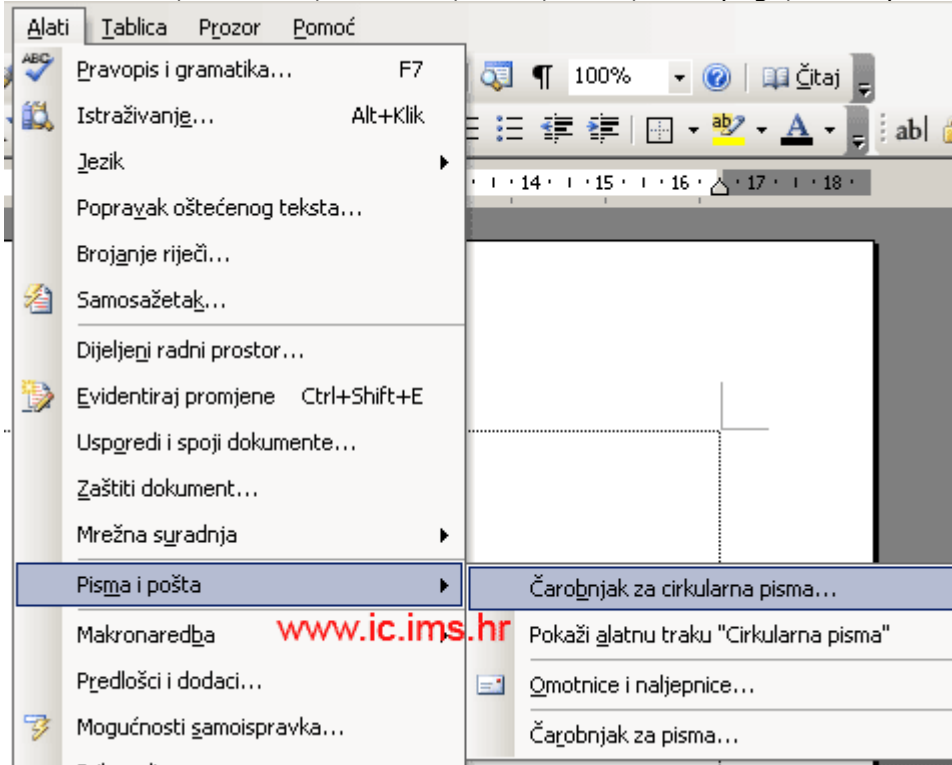 Alati Tablica Prozor Pomoć
Pravopis i gramatika... F7
100% Čitaj
Istraživanje... Alt+Klik
ab
Jezik
14 15 16 17 18
Popravak oštećenog teksta...
Brojanje riječi...
Samosažetak...
Dijeljeni radni prostor...
Evidentiraj promjene Ctrl+Shift+E
Usporedi i spoji dokumente...
Zaštiti dokument...
Mrežna suradnja
Pisma i pošta
Čarobnjak za cirkularna pisma...
Makronaredba
www.ic.ims.hr
Pokaži alatnu traku "Cirkularna pisma"
Predlošci i dodaci...
Omotnice i naljepnice...
Mogućnosti samoispravka...
Čarobnjak za pisma...